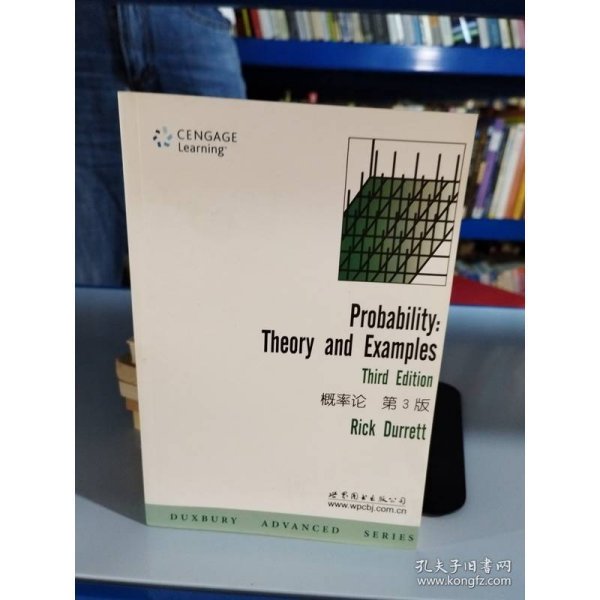 CENGAGE
Learning™
Probability:
Theory and Examples
Third Edition
概率论 第3版
Rick Durrett
世界图出出版公司
www.wpcbj.com.cn
DUXBURY ADVANCED SERIES
孔夫子旧书网
www.kongfz.com